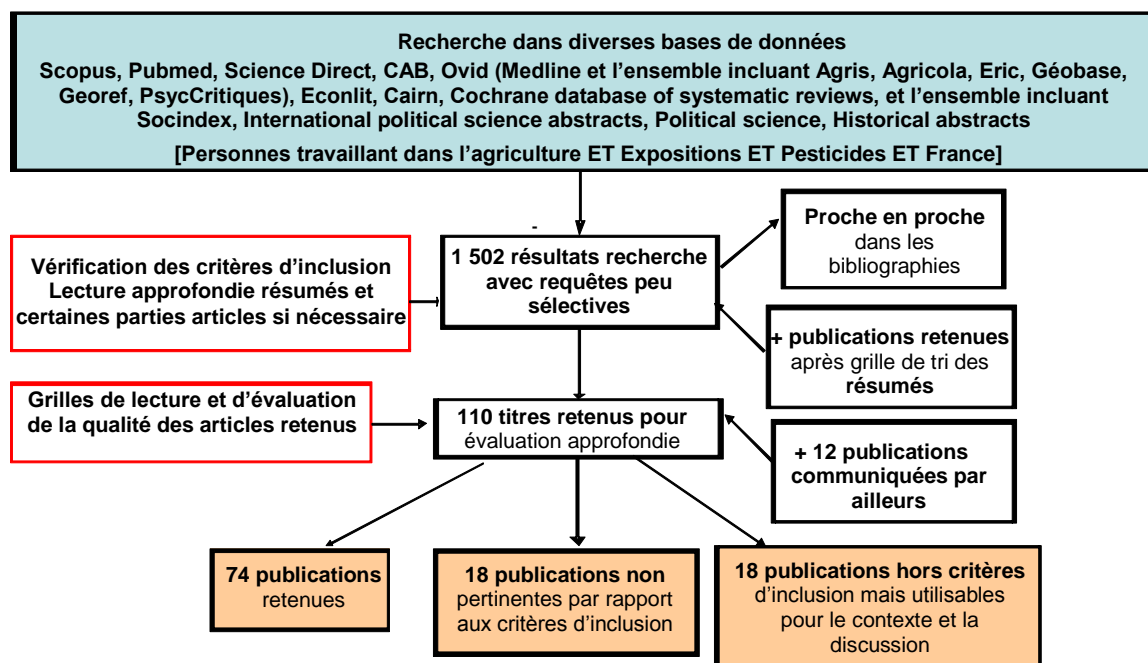 Recherche dans diverses bases de données
Scopus, Pubmed, Science Direct, CAB, Ovid (Medline et l’ensemble incluant Agris, Agricola, Eric, Géobase,
Georef, PsycCritiques), Econlit, Cairn, Cochrane database of systematic reviews, et l’ensemble incluant
Socindex, International political science abstracts, Political science, Historical abstracts
[Personnes travaillant dans l’agriculture ET Expositions ET Pesticides ET France]
Vérification des critères d’inclusion
Lecture approfondie résumés et
certaines parties articles si nécessaire
-
1 502 résultats recherche
avec requêtes peu
sélectives
Proche en proche
dans les
bibliographies
+ publications retenues
après grille de tri des
résumés
Grilles de lecture et d’évaluation
de la qualité des articles retenus
110 titres retenus pour
évaluation approfondie
+ 12 publications
communiquées par
ailleurs
74 publications
retenues
18 publications non
pertinentes par rapport
aux critères d’inclusion
18 publications hors critères
d’inclusion mais utilisables
pour le contexte et la
discussion